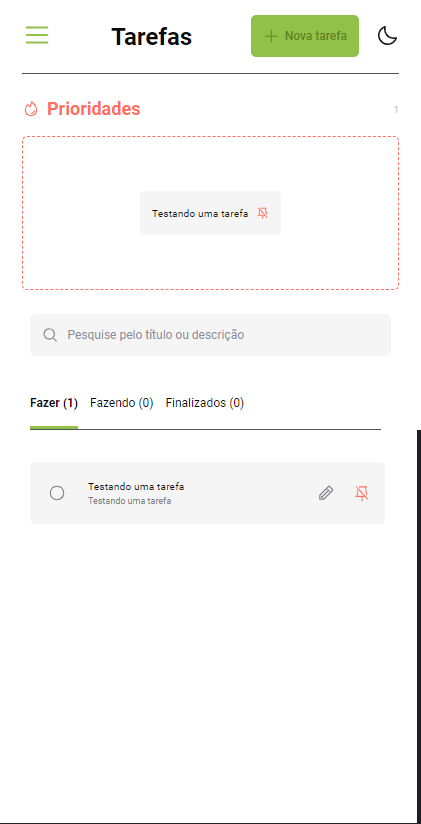 Tarefas
Nova tarefa
Prioridades
1
Testando uma tarefa
Pesquise pelo título ou descrição
Fazer (1) Fazendo (0) Finalizados (0)
Testando uma tarefa
Testando uma tarefa